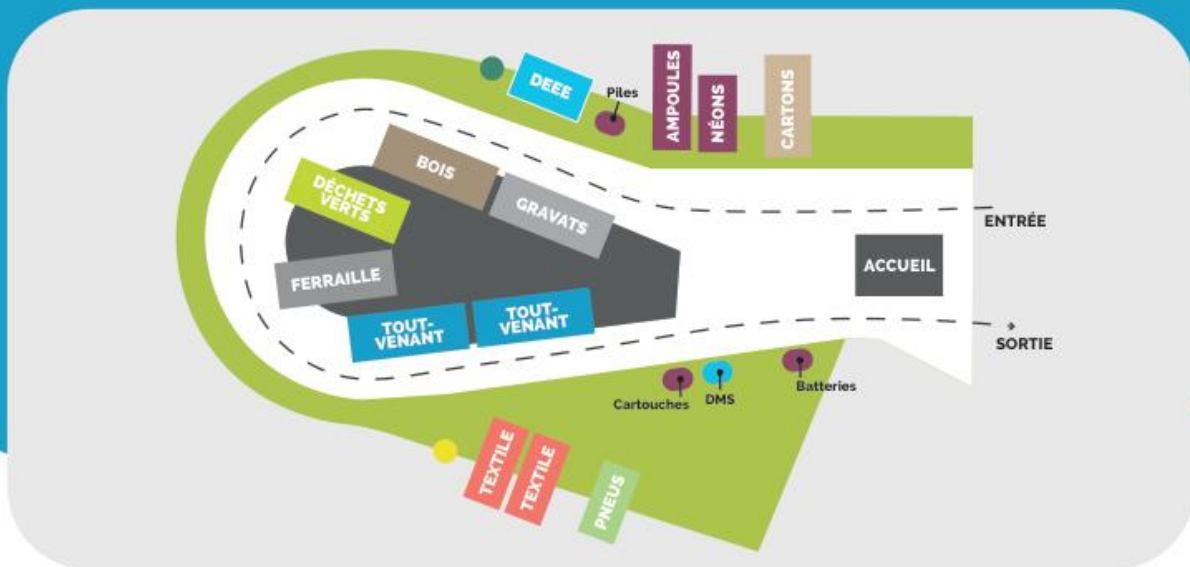 DEEE
Piles
AMPOULES
NÉONS
CARTONS
BOIS
DÉCHETS
VERTS
GRAVATS
ENTRÉE
ACCUEIL
FERRAILLE
TOUT-
VENANT
TOUT-
VENANT
SORTIE
Cartouches
DMS
Batteries
TEXTILE
TEXTILE
PNEUS